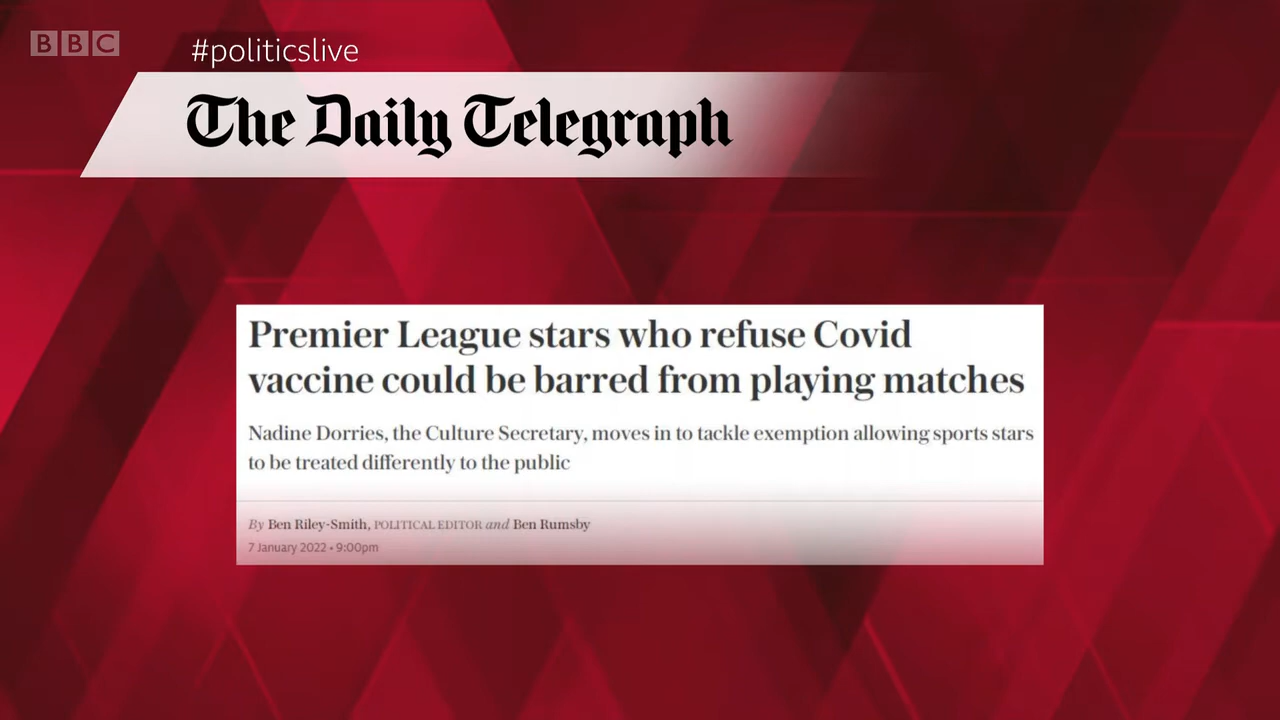 BBC
#politicslive
The Daily Telegraph
Premier League stars who refuse Covid
vaccine could be barred from playing matches
Nadine Dorries, the Culture Secretary, moves in to tackle exemption allowing sports stars
to be treated differently to the public
By Ben Riley-Smith, POLITICAL EDITOR and Ben Rumsby
7 January 2022 • 9:00pm